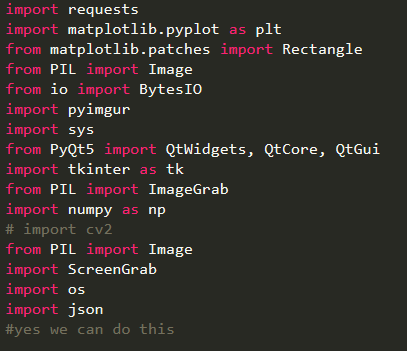 import requests
import matplotlib.pyplot as plt
from matplotlib.patches import Rectangle
from PIL import Image
from io import BytesIO
import pyimgur
import sys
from PyQt5 import QtWidgets, QtCore, QtGui
import tkinter as tk
from PIL import ImageGrab
import numpy as np
# import cv2
from PIL import Image
import ScreenGrab
import os
import json
#yes we can do this